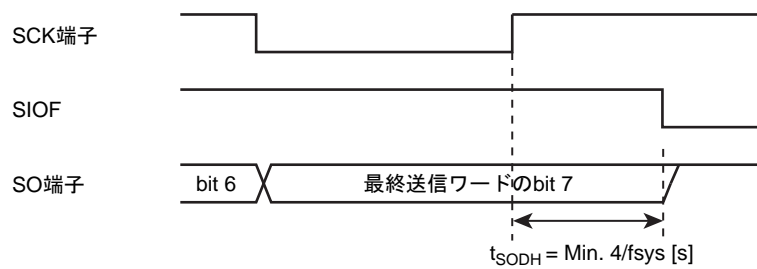 SCK端子
SIOF
SO端子
bit 6
最終送信ワードのbit 7
tSODH = Min. 4/fsys [s]